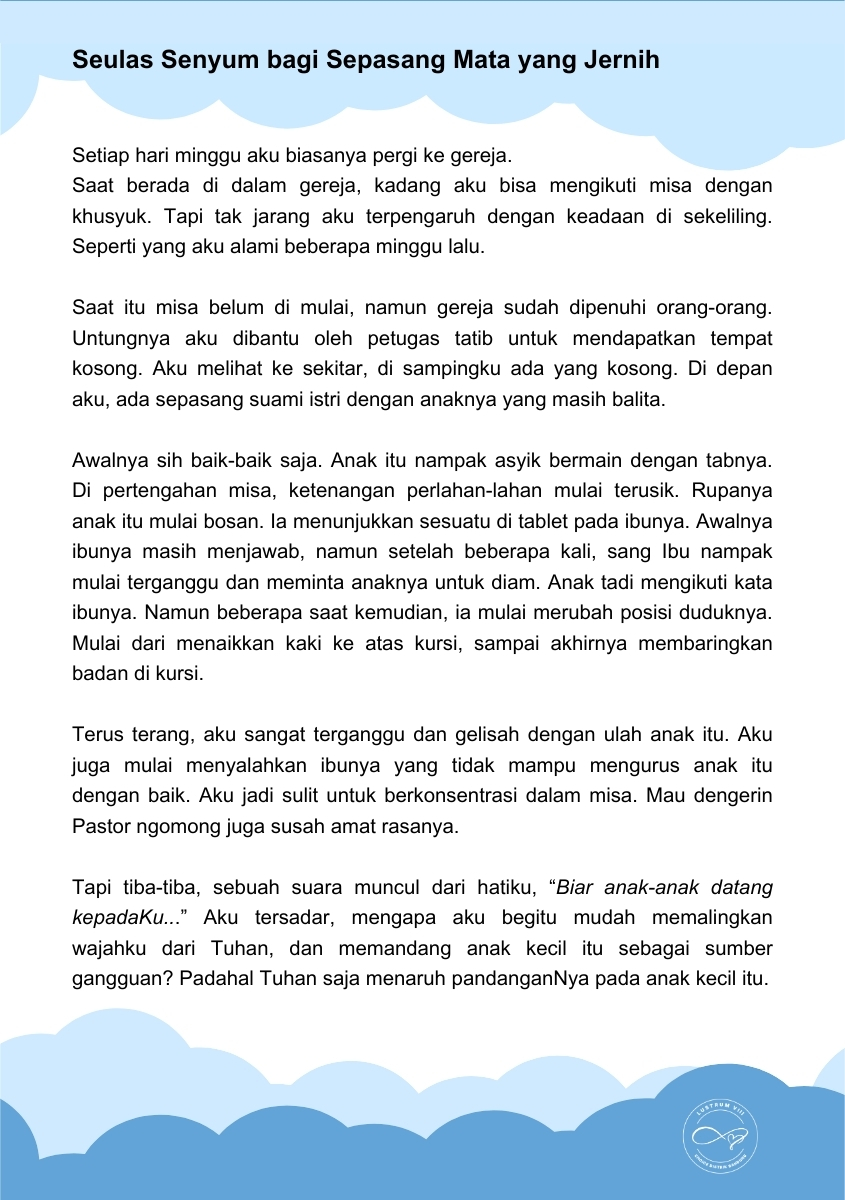 Seulas Senyum bagi Sepasang Mata yang Jernih
Setiap hari minggu aku biasanya pergi ke gereja.
Saat berada di dalam gereja, kadang aku bisa mengikuti misa dengan
khusyuk. Tapi tak jarang aku terpengaruh dengan keadaan di sekeliling.
Seperti yang aku alami beberapa minggu lalu.
Saat itu misa belum di mulai, namun gereja sudah dipenuhi orang-orang.
Untungnya aku dibantu oleh petugas tatib untuk mendapatkan tempat
kosong. Aku melihat ke sekitar, di sampingku ada yang kosong. Di depan
aku, ada sepasang suami istri dengan anaknya yang masih balita.
Awalnya sih baik-baik saja. Anak itu nampak asyik bermain dengan tabnya.
Di pertengahan misa, ketenangan perlahan-lahan mulai terusik. Rupanya
anak itu mulai bosan. Ia menunjukkan sesuatu di tablet pada ibunya. Awalnya
ibunya masih menjawab, namun setelah beberapa kali, sang Ibu nampak
mulai terganggu dan meminta anaknya untuk diam. Anak tadi mengikuti kata
ibunya. Namun beberapa saat kemudian, ia mulai merubah posisi duduknya.
Mulai dari menaikkan kaki ke atas kursi, sampai akhirnya membaringkan
badan di kursi.
Terus terang, aku sangat terganggu dan gelisah dengan ulah anak itu. Aku
juga mulai menyalahkan ibunya yang tidak mampu mengurus anak itu
dengan baik. Aku jadi sulit untuk berkonsentrasi dalam misa. Mau dengerin
Pastor ngomong juga susah amat rasanya.
Tapi tiba-tiba, sebuah suara muncul dari hatiku, “Biar anak-anak datang
kepadaKu...” Aku tersadar, mengapa aku begitu mudah memalingkan
wajahku dari Tuhan, dan memandang anak kecil itu sebagai sumber
gangguan? Padahal Tuhan saja menaruh pandanganNya pada anak kecil itu.
LUSTRUM VIII